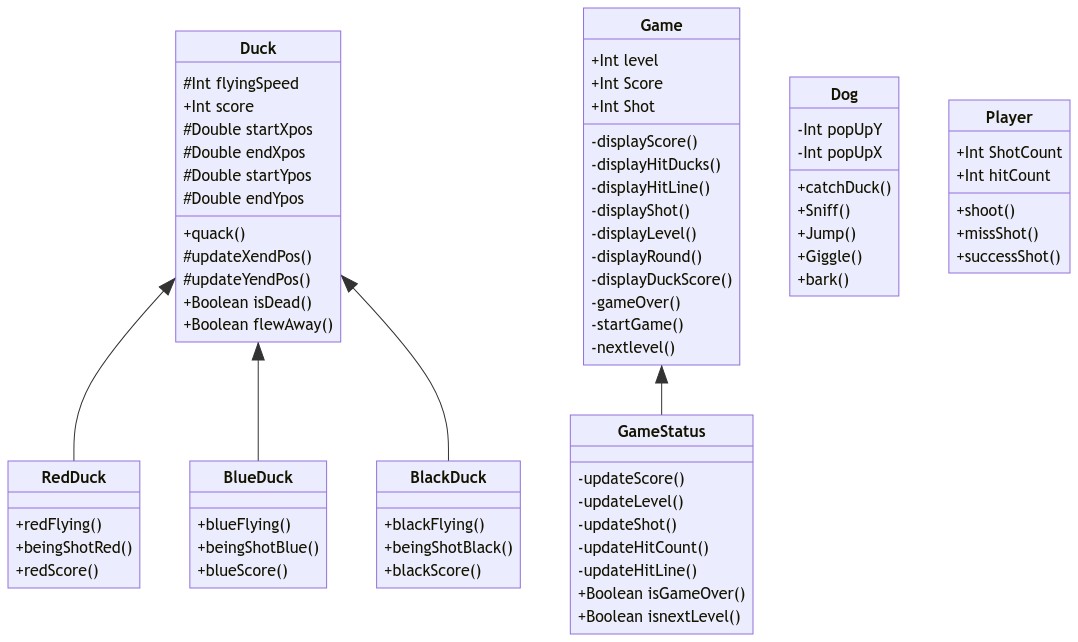 Duck
#Int flyingSpeed
+Int score
#Double startXpos
#Double endXpos
#Double startYpos
#Double endYpos
+quack()
#updateXendPos()
#updateYendPos()
+Boolean isDead()
+Boolean flewAway()
Game
+Int level
+Int Score
+Int Shot
-displayScore()
-displayHitDucks()
-displayHitLine()
-displayShot()
-displayLevel()
-displayRound()
-displayDuckScore()
-gameOver()
-startGame()
-nextlevel()
Dog
-Int popUpY
-Int popUpX
+catchDuck()
+Sniff()
+Jump()
+Giggle()
+bark()
Player
+Int ShotCount
+Int hitCount
+shoot()
+missShot()
+successShot()
RedDuck
+redFlying()
+beingShotRed()
+redScore()
BlueDuck
+blueFlying()
+beingShotBlue()
+blueScore()
BlackDuck
+blackFlying()
+beingShotBlack()
+blackScore()
GameStatus
-updateScore()
-updateLevel()
-updateShot()
-updateHitCount()
-updateHitLine()
+Boolean isGameOver()
+Boolean isnextLevel()